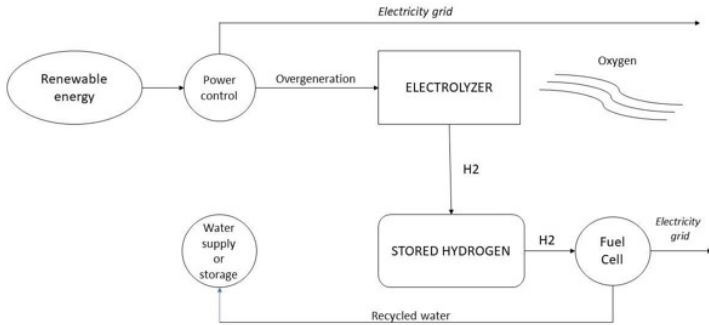 Electricity grid
Renewable
energy
Power
control
Overgeneration
ELECTROLYZER
Oxygen
H2
Water
supply
or
storage
STORED HYDROGEN
H2
Fuel
Cell
Electricity
grid
Recycled water